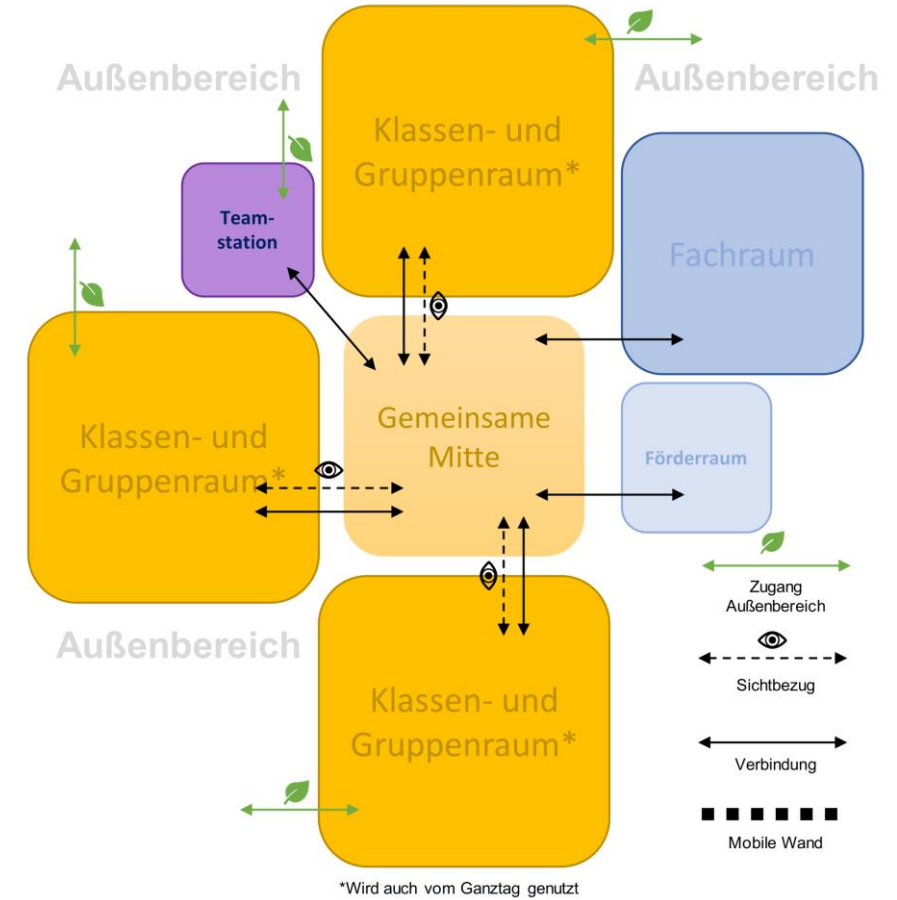 Außenbereich
Außenbereich
Klassen- und
Gruppenraum*
Team-
station
Fachraum
Klassen- und
Gruppenraum*
Gemeinsame
Mitte
Förderraum
Zugang
Außenbereich
Außenbereich
Sichtbezug
Klassen- und
Gruppenraum*
Verbindung
Mobile Wand
*Wird auch vom Ganztag genutzt